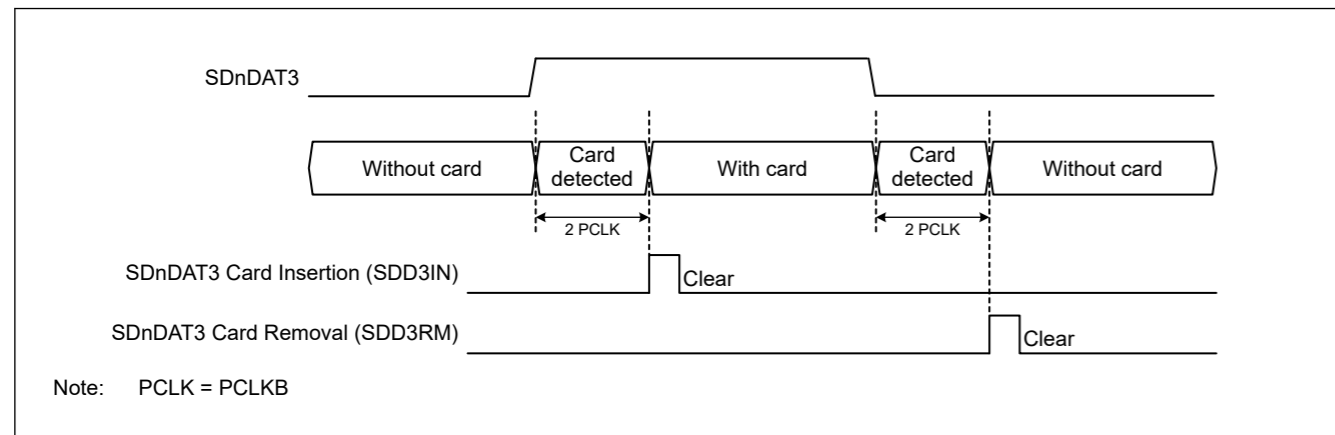 SDnDAT3
Without card
Card
detected
With card
Card
detected
Without card
2 PCLK
2 PCLK
SDnDAT3 Card Insertion (SDD3IN)
Clear
SDnDAT3 Card Removal (SDD3RM)
Clear
Note: PCLK = PCLKB